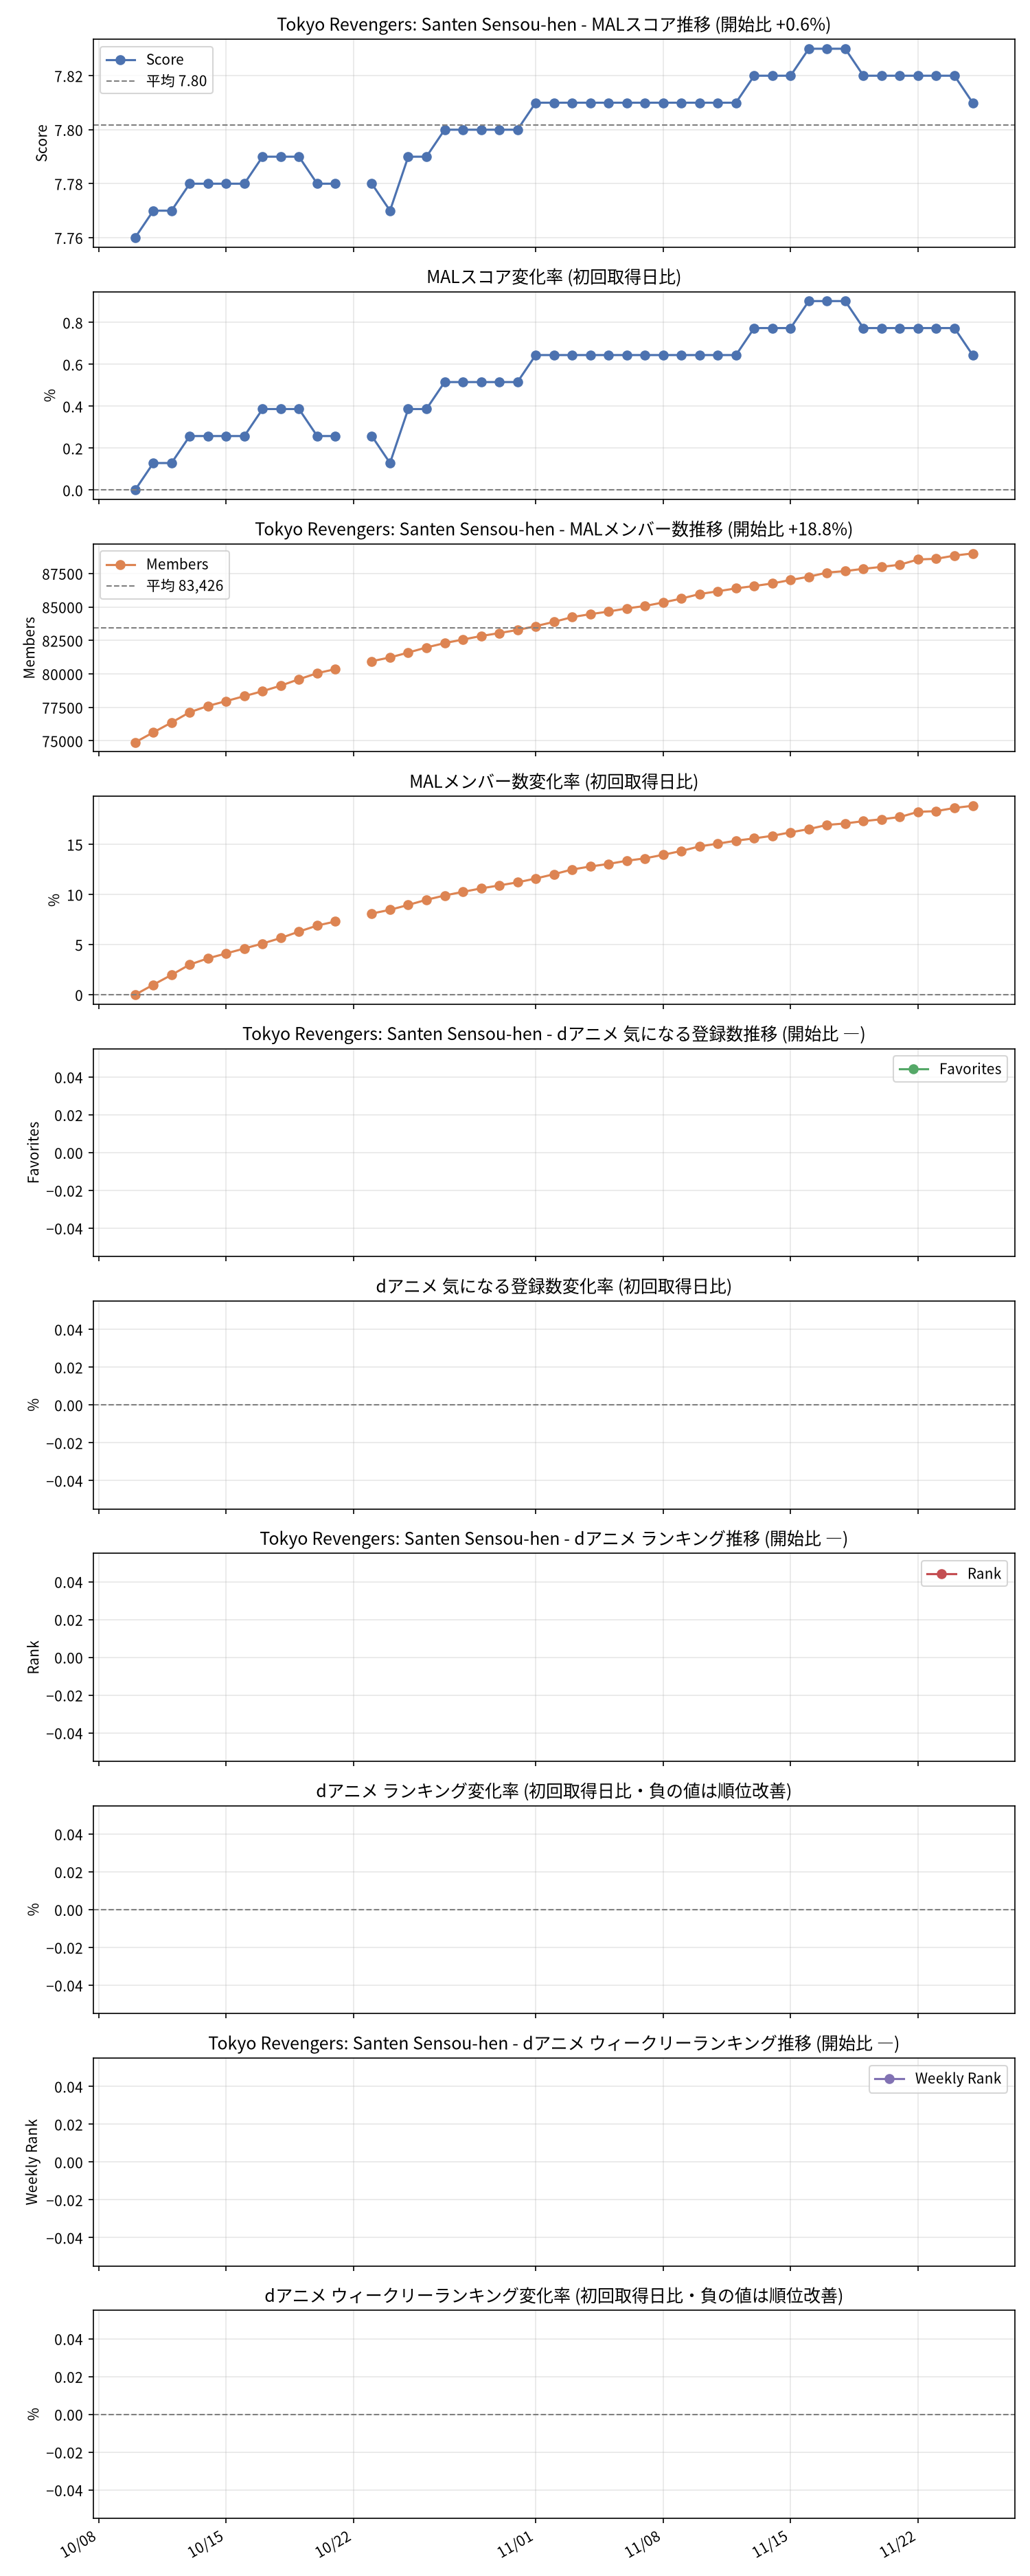 Tokyo Revengers: Santen Sensou-hen - MALスコア推移 (開始比 +0.6%)
Score
平均 7.80
7.82
7.80
7.78
7.76
Score
MALスコア変化率 (初回取得日比)
0.8
0.6
0.4
0.2
0.0
%
Tokyo Revengers: Santen Sensou-hen - MALメンバー数推移 (開始比 +18.8%)
Members
平均 83,426
87500
85000
82500
80000
77500
75000
Members
MALメンバー数変化率 (初回取得日比)
15
10
5
0
%
Tokyo Revengers: Santen Sensou-hen - dアニメ 気になる登録数推移 (開始比 —)
Favorites
0.04
0.02
0.00
−0.02
−0.04
Favorites
dアニメ 気になる登録数変化率 (初回取得日比)
0.04
0.02
0.00
−0.02
−0.04
%
Tokyo Revengers: Santen Sensou-hen - dアニメ ランキング推移 (開始比 —)
Rank
0.04
0.02
0.00
−0.02
−0.04
Rank
dアニメ ランキング変化率 (初回取得日比・負の値は順位改善)
0.04
0.02
0.00
−0.02
−0.04
%
Tokyo Revengers: Santen Sensou-hen - dアニメ ウィークリーランキング推移 (開始比 —)
Weekly Rank
0.04
0.02
0.00
−0.02
−0.04
Weekly Rank
dアニメ ウィークリーランキング変化率 (初回取得日比・負の値は順位改善)
0.04
0.02
0.00
−0.02
−0.04
%
10/08
10/15
10/22
11/01
11/08
11/15
11/22